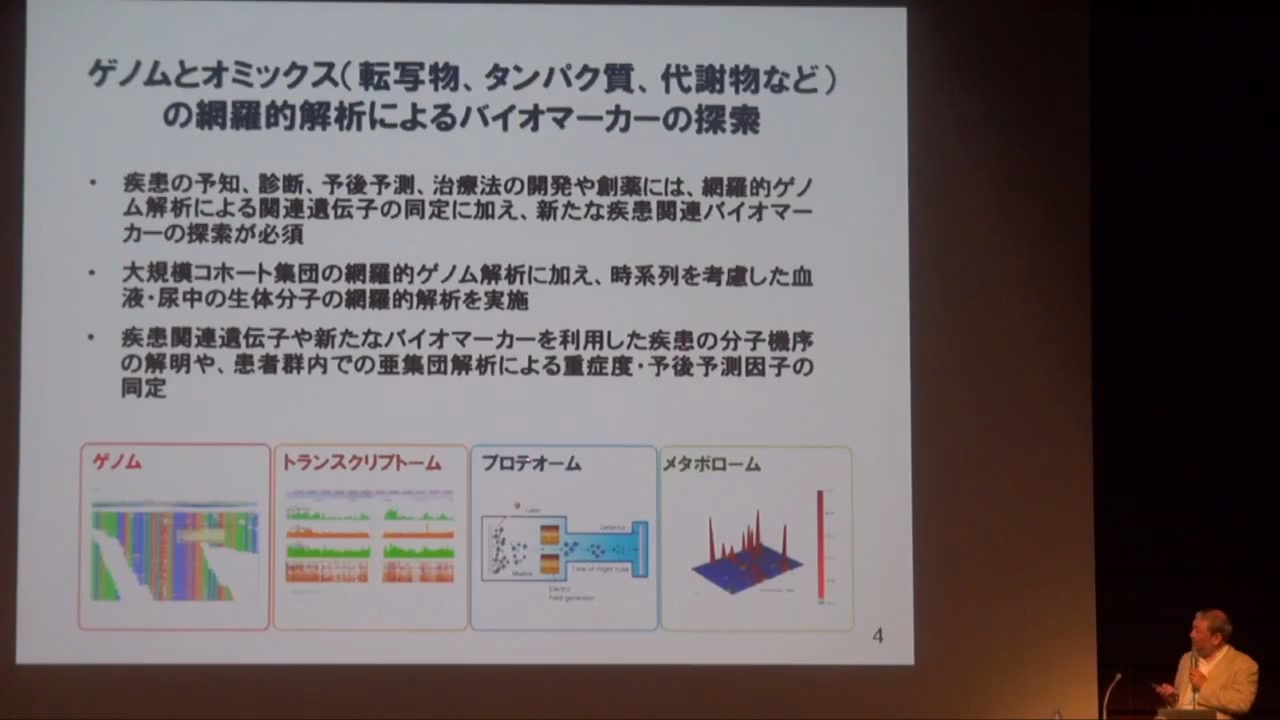 ゲノムとオミックス(転写物、タンパク質、代謝物など)
の網羅的解析によるバイオマーカーの探索
・ 疾患の予知、診断、予後予測、治療法の開発や創薬には、網羅的ゲノ
ム解析による関連遺伝子の同定に加え、新たな疾患関連バイオマー
カーの探索が必須
・ 大規模コホート集団の網羅的ゲノム解析に加え、時系列を考慮した血
液・尿中の生体分子の網羅的解析を実施
・ 疾患関連遺伝子や新たなバイオマーカーを利用した疾患の分子機序
の解明や、患者群内での亜集団解析による重症度・予後予測因子の
同定
ゲノム
トランスクリプトーム
プロテオーム
メタボローム
Laser
Detector
Matrix
Time of flight tube
Electro
field generator
4